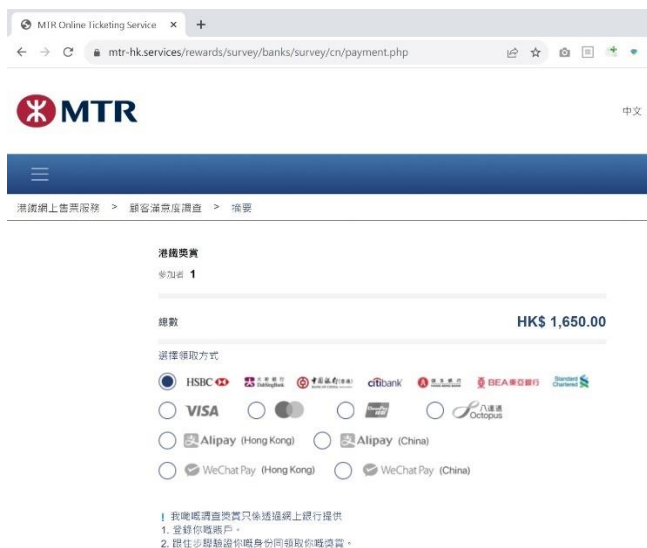 MTR Online Ticketing Service
mtr-hk.services/rewards/survey/banks/survey/cn/payment.php
MTR
中文
港鐵網上售票服務 > 顧客滿意度調查 > 摘要
港鐵獎賞
參加者 1
總數 HK$ 1,650.00
選擇領取方式
HSBC citibank BEA東亞銀行 Standard Chartered
VISA 八達通 Octopus
Alipay (Hong Kong) Alipay (China)
WeChat Pay (Hong Kong) WeChat Pay (China)
! 我哋嘅調查獎賞只係透過網上銀行提供
1. 登錄你嘅賬戶。
2. 跟住步驟驗證你嘅身份同領取你嘅獎賞。